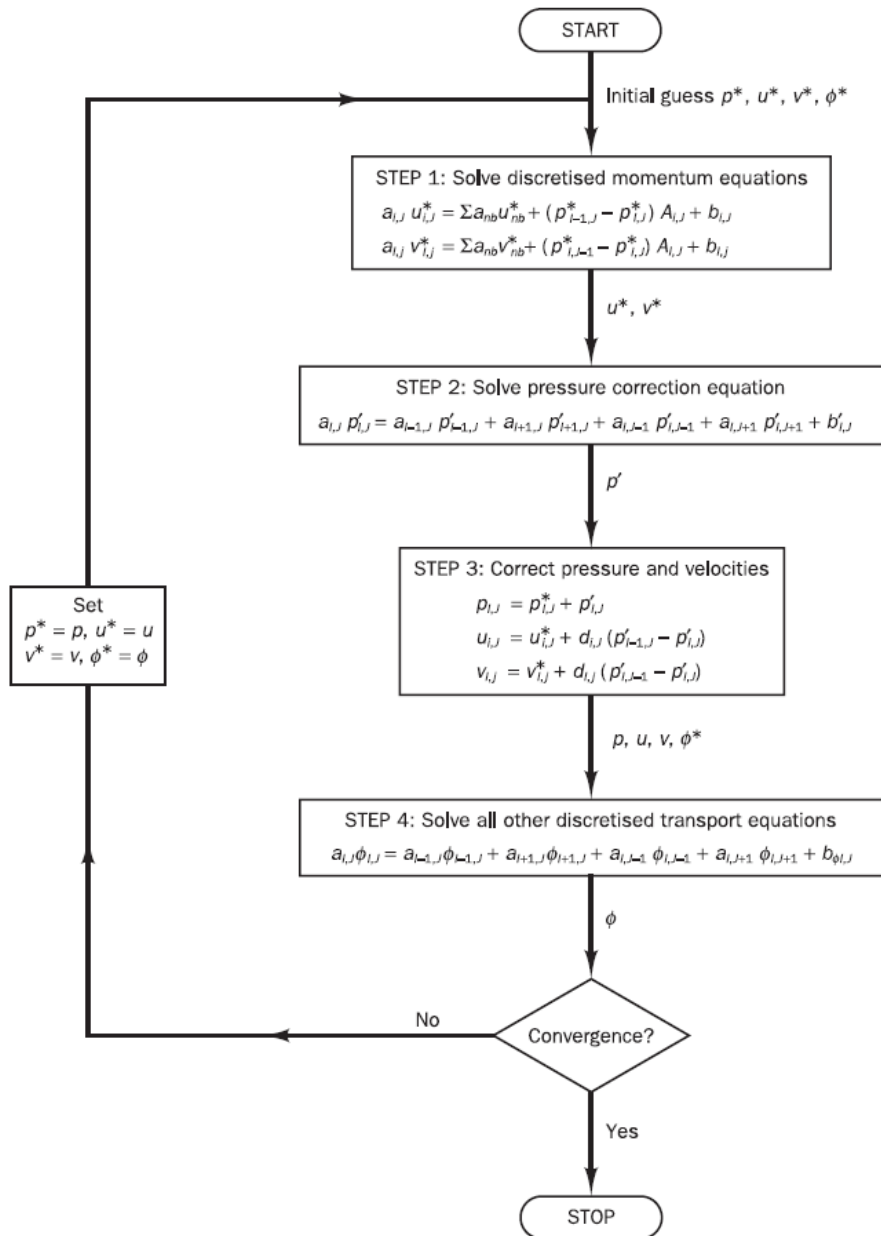 START
Initial guess p*, u*, v*, ϕ*
STEP 1: Solve discretised momentum equations
a_{i,J} u*_{i,J} = Σa_{nb}u*_{nb} + (p*_{I–1,J} – p*_{I,J}) A_{i,J} + b_{i,J}
a_{I,j} v*_{I,j} = Σa_{nb}v*_{nb} + (p*_{I,J–1} – p*_{I,J}) A_{I,J} + b_{I,j}
u*, v*
STEP 2: Solve pressure correction equation
a_{I,J} p′_{I,J} = a_{I–1,J} p′_{I–1,J} + a_{I+1,J} p′_{I+1,J} + a_{I,J–1} p′_{I,J–1} + a_{I,J+1} p′_{I,J+1} + b′_{I,J}
p′
STEP 3: Correct pressure and velocities
p_{I,J} = p*_{I,J} + p′_{I,J}
u_{i,J} = u*_{i,J} + d_{i,J} (p′_{I–1,J} – p′_{I,J})
v_{I,j} = v*_{I,j} + d_{I,j} (p′_{I,J–1} – p′_{I,J})
Set
p* = p, u* = u
v* = v, ϕ* = ϕ
p, u, v, ϕ*
STEP 4: Solve all other discretised transport equations
a_{I,J}ϕ_{I,J} = a_{I–1,J}ϕ_{I–1,J} + a_{I+1,J}ϕ_{I+1,J} + a_{I,J–1} ϕ_{I,J–1} + a_{I,J+1} ϕ_{I,J+1} + b_{ϕI,J}
ϕ
No
Convergence?
Yes
STOP